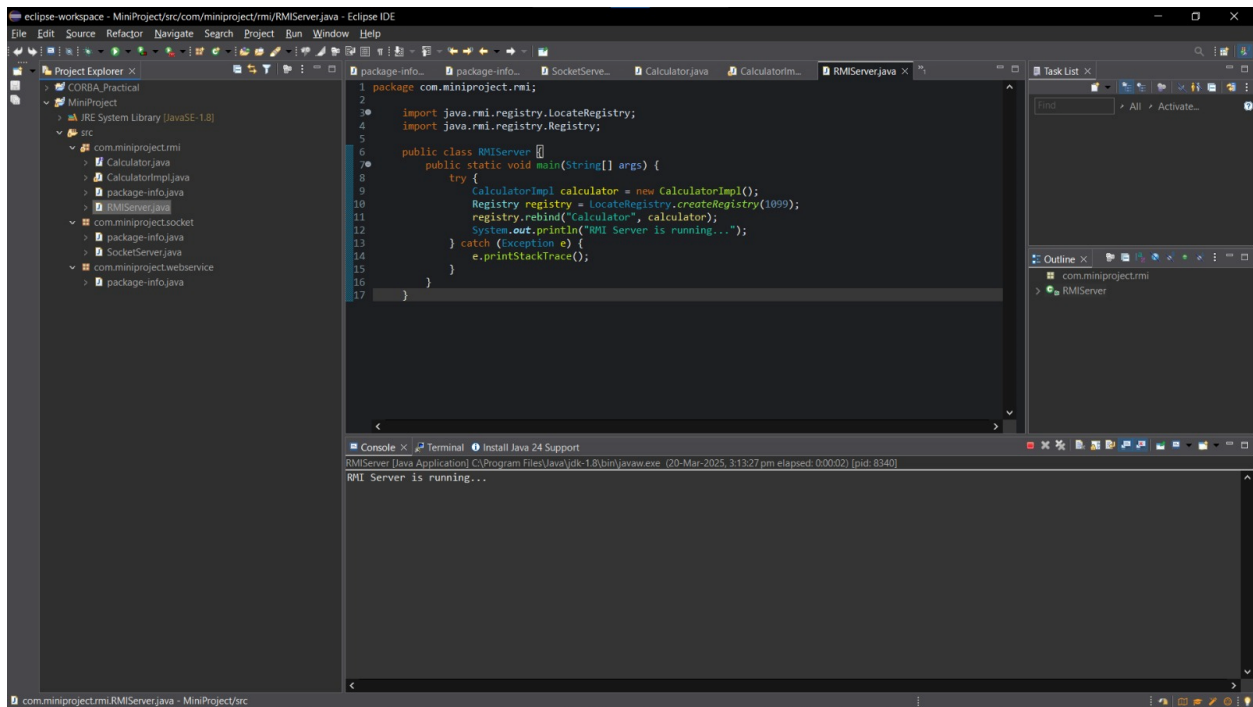 eclipse-workspace - MiniProject/src/com/miniproject/rmi/RMIServer.java - Eclipse IDE
File Edit Source Refactor Navigate Search Project Run Window Help
Project Explorer
CORBA_Practical
MiniProject
JRE System Library [JavaSE-1.8]
src
com.miniproject.rmi
Calculator.java
CalculatorImpl.java
package-info.java
RMIServer.java
com.miniproject.socket
package-info.java
SocketServer.java
com.miniproject.webservice
package-info.java
package-info... package-info... SocketServe... Calculator.java CalculatorIm... RMIServer.java
1 package com.miniproject.rmi;
2
3 import java.rmi.registry.LocateRegistry;
4 import java.rmi.registry.Registry;
5
6 public class RMIServer {
7 public static void main(String[] args) {
8 try {
9 CalculatorImpl calculator = new CalculatorImpl();
10 Registry registry = LocateRegistry.createRegistry(1099);
11 registry.rebind("Calculator", calculator);
12 System.out.println("RMI Server is running...");
13 } catch (Exception e) {
14 e.printStackTrace();
15 }
16 }
17 }
Task List
Find All Activate...
Outline
com.miniproject.rmi
RMIServer
Console Terminal Install Java 24 Support
RMIServer [Java Application] C:\Program Files\Java\jdk-1.8\bin\javaw.exe (20-Mar-2025, 3:13:27 pm elapsed: 0:00:02) [pid: 8340]
RMI Server is running...
com.miniproject.rmi.RMIServer.java - MiniProject/src